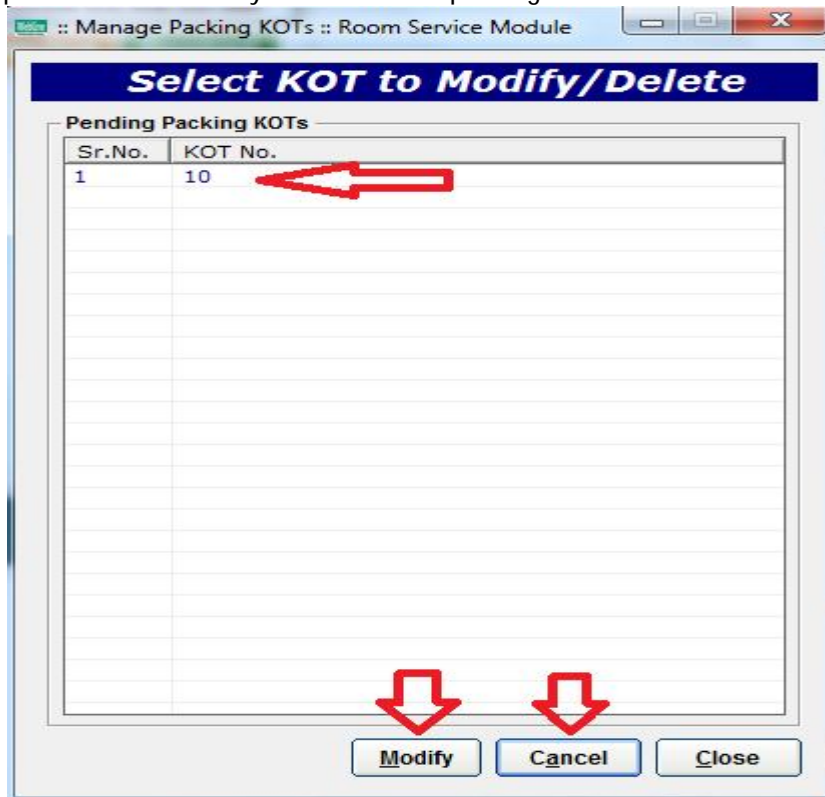 :: Manage Packing KOTs :: Room Service Module
Select KOT to Modify/Delete
Pending Packing KOTs
Sr.No. KOT No.
1 10
Modify Cancel Close